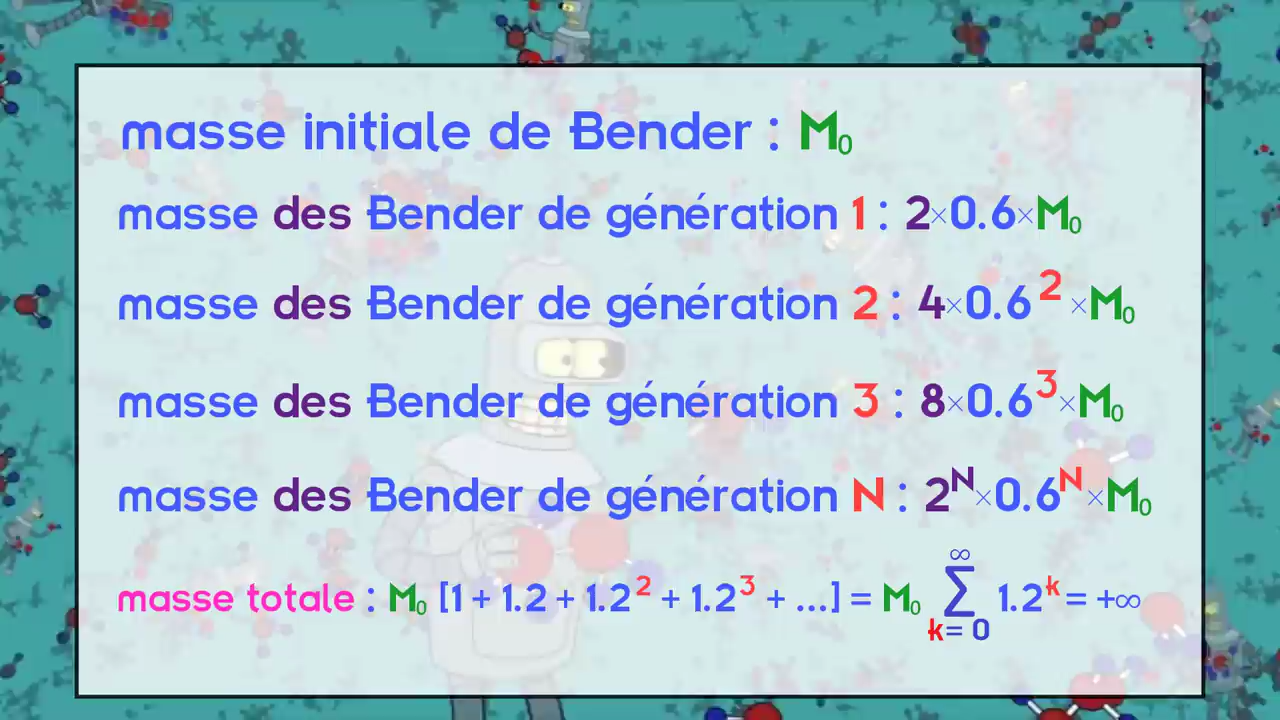 masse initiale de Bender : M₀
masse des Bender de génération 1 : 2×0.6×M₀
masse des Bender de génération 2 : 4×0.6²×M₀
masse des Bender de génération 3 : 8×0.6³×M₀
masse des Bender de génération N : 2ᴺ×0.6ᴺ×M₀
masse totale : M₀ [1 + 1.2 + 1.2² + 1.2³ + ...] = M₀ ∞ Σ k = 0 1.2ᵏ = +∞